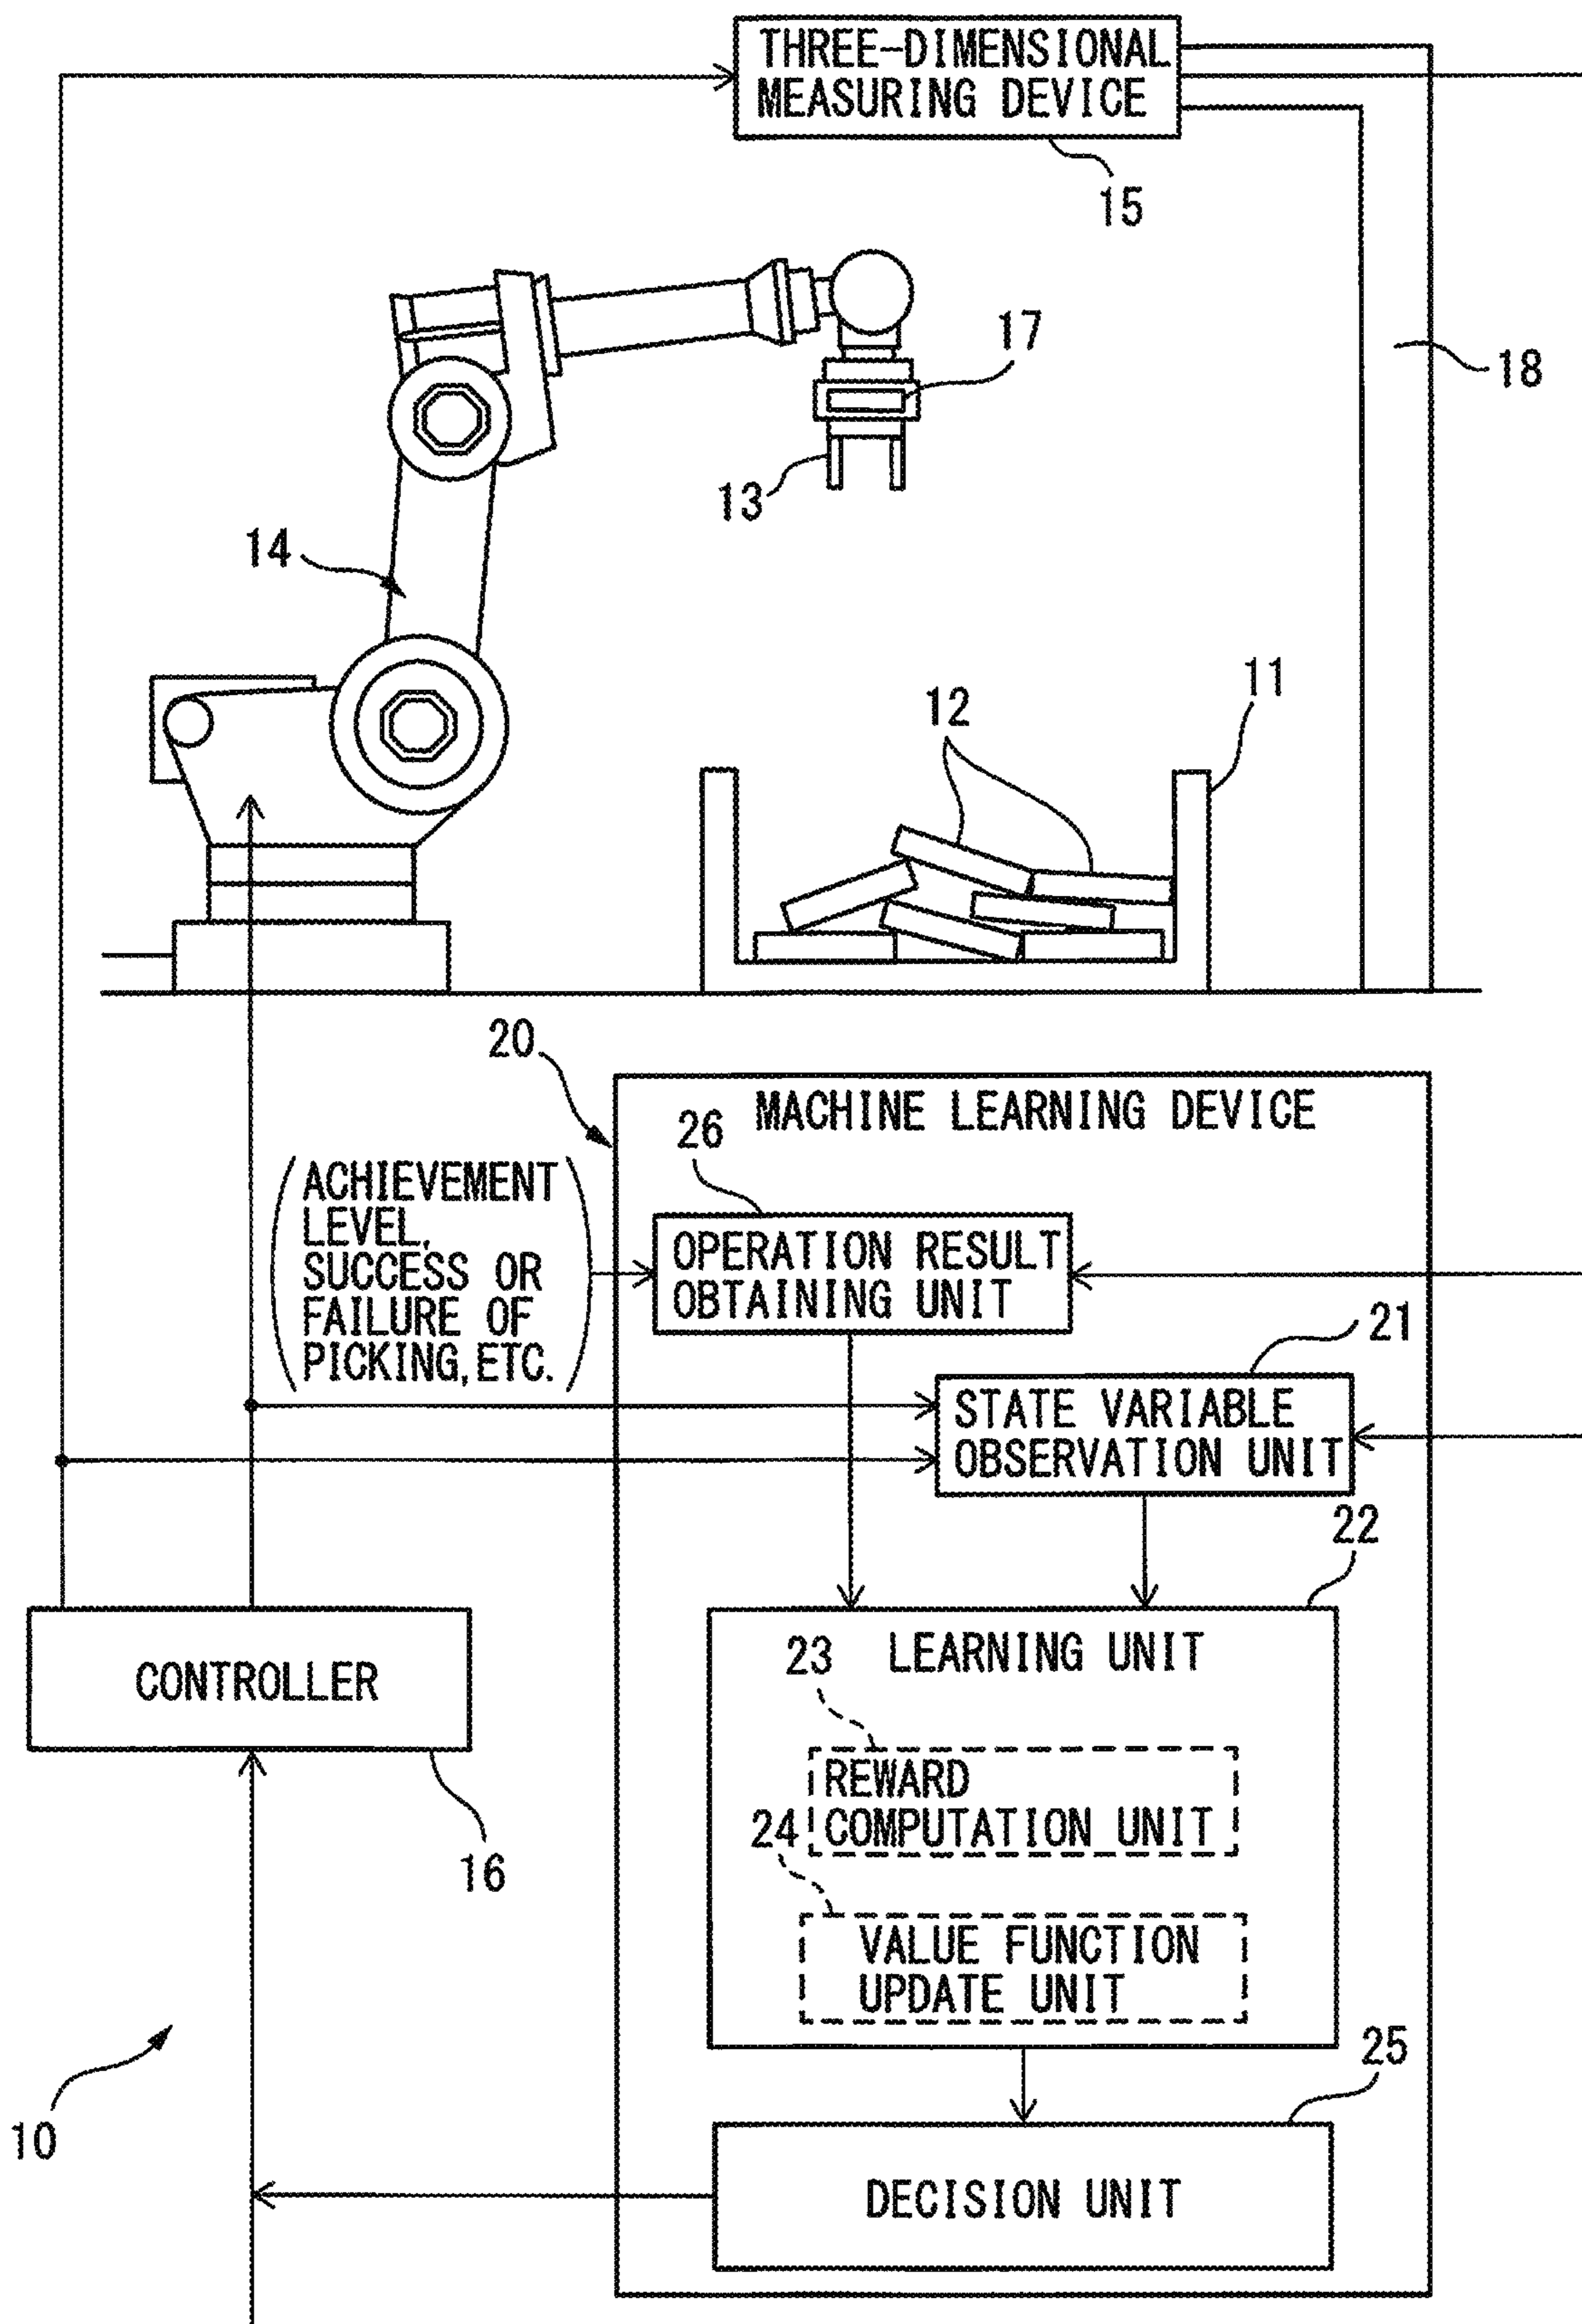 THREE-DIMENSIONAL
MEASURING DEVICE
15
17
18
13
14
11
12
20
MACHINE LEARNING DEVICE
26
ACHIEVEMENT
LEVEL,
SUCCESS OR
FAILURE OF
PICKING, ETC.
OPERATION RESULT
OBTAINING UNIT
21
STATE VARIABLE
OBSERVATION UNIT
22
23
LEARNING UNIT
CONTROLLER
REWARD
COMPUTATION UNIT
24
16
VALUE FUNCTION
UPDATE UNIT
25
10
DECISION UNIT